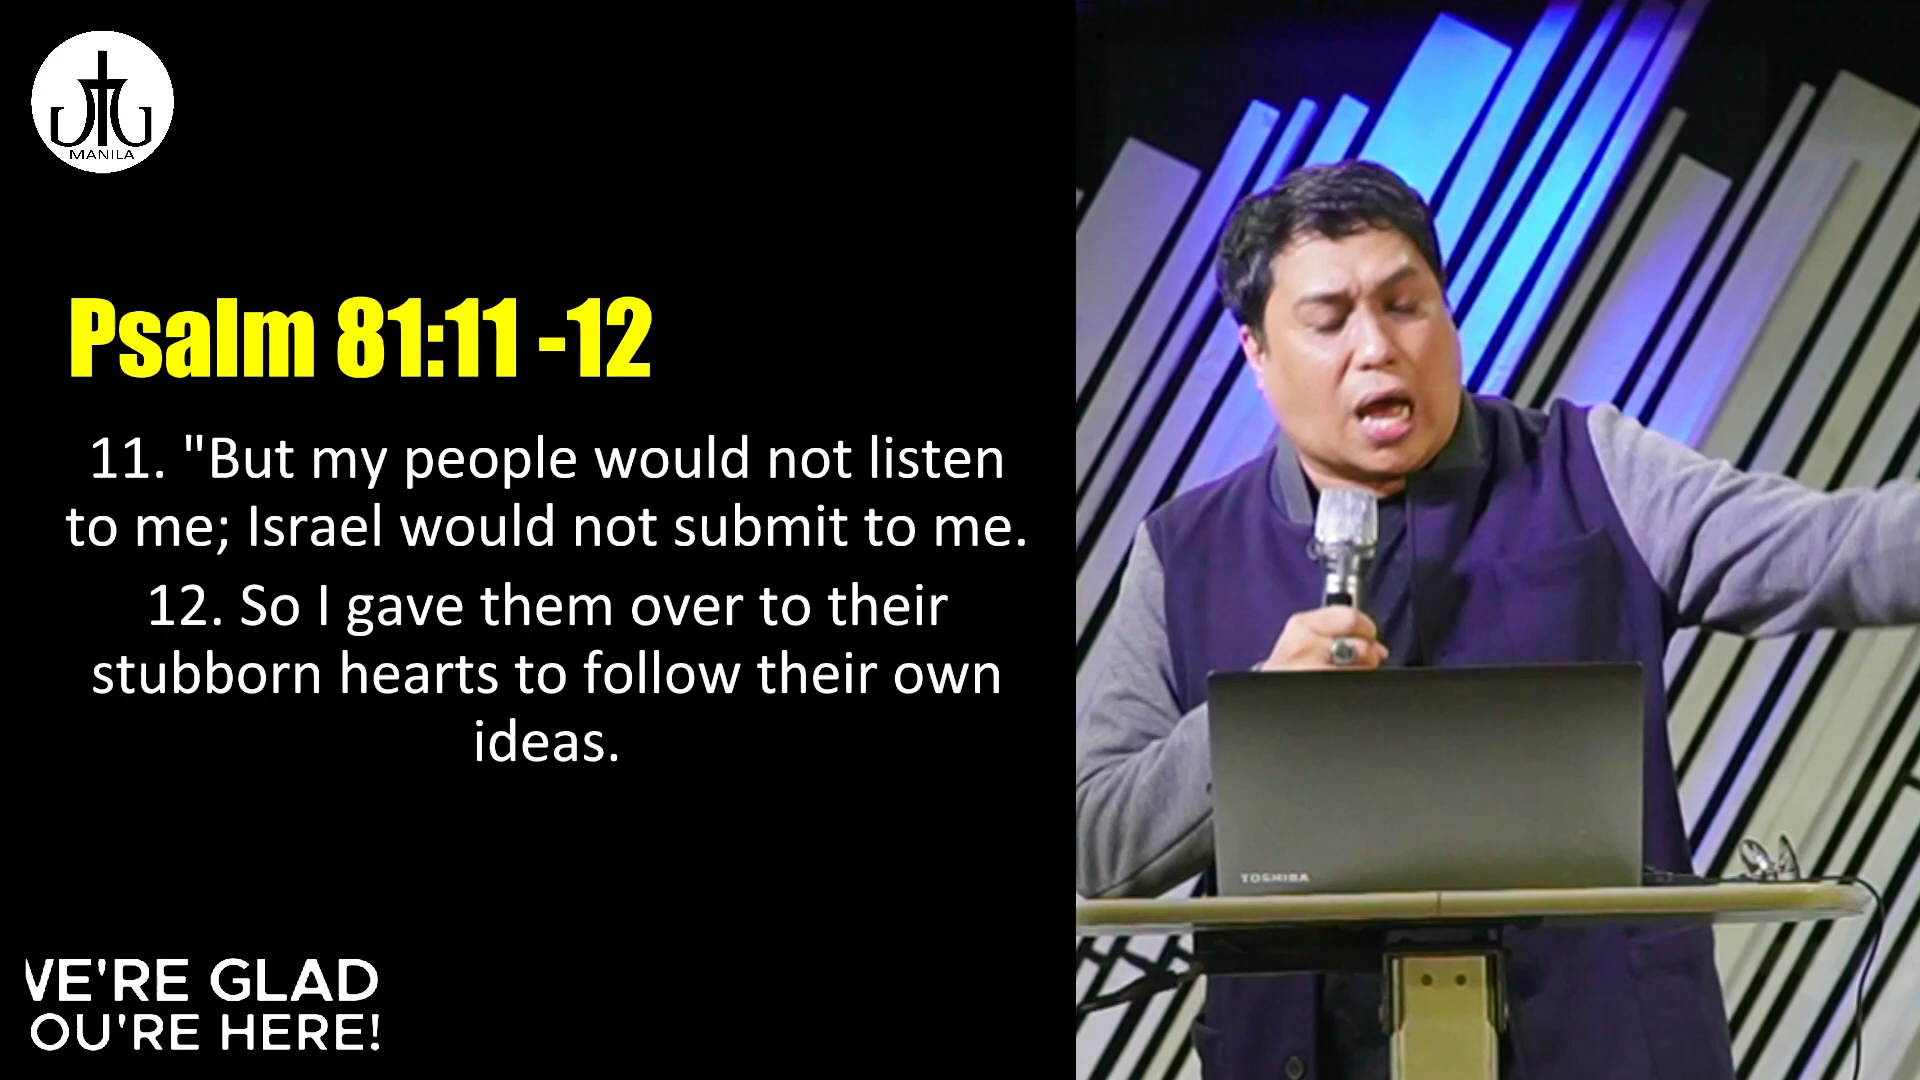 MANILA
Psalm 81:11 -12
11. "But my people would not listen
to me; Israel would not submit to me.
12. So I gave them over to their
stubborn hearts to follow their own
ideas.
VE'RE GLAD
OU'RE HERE!
TOSHIBA